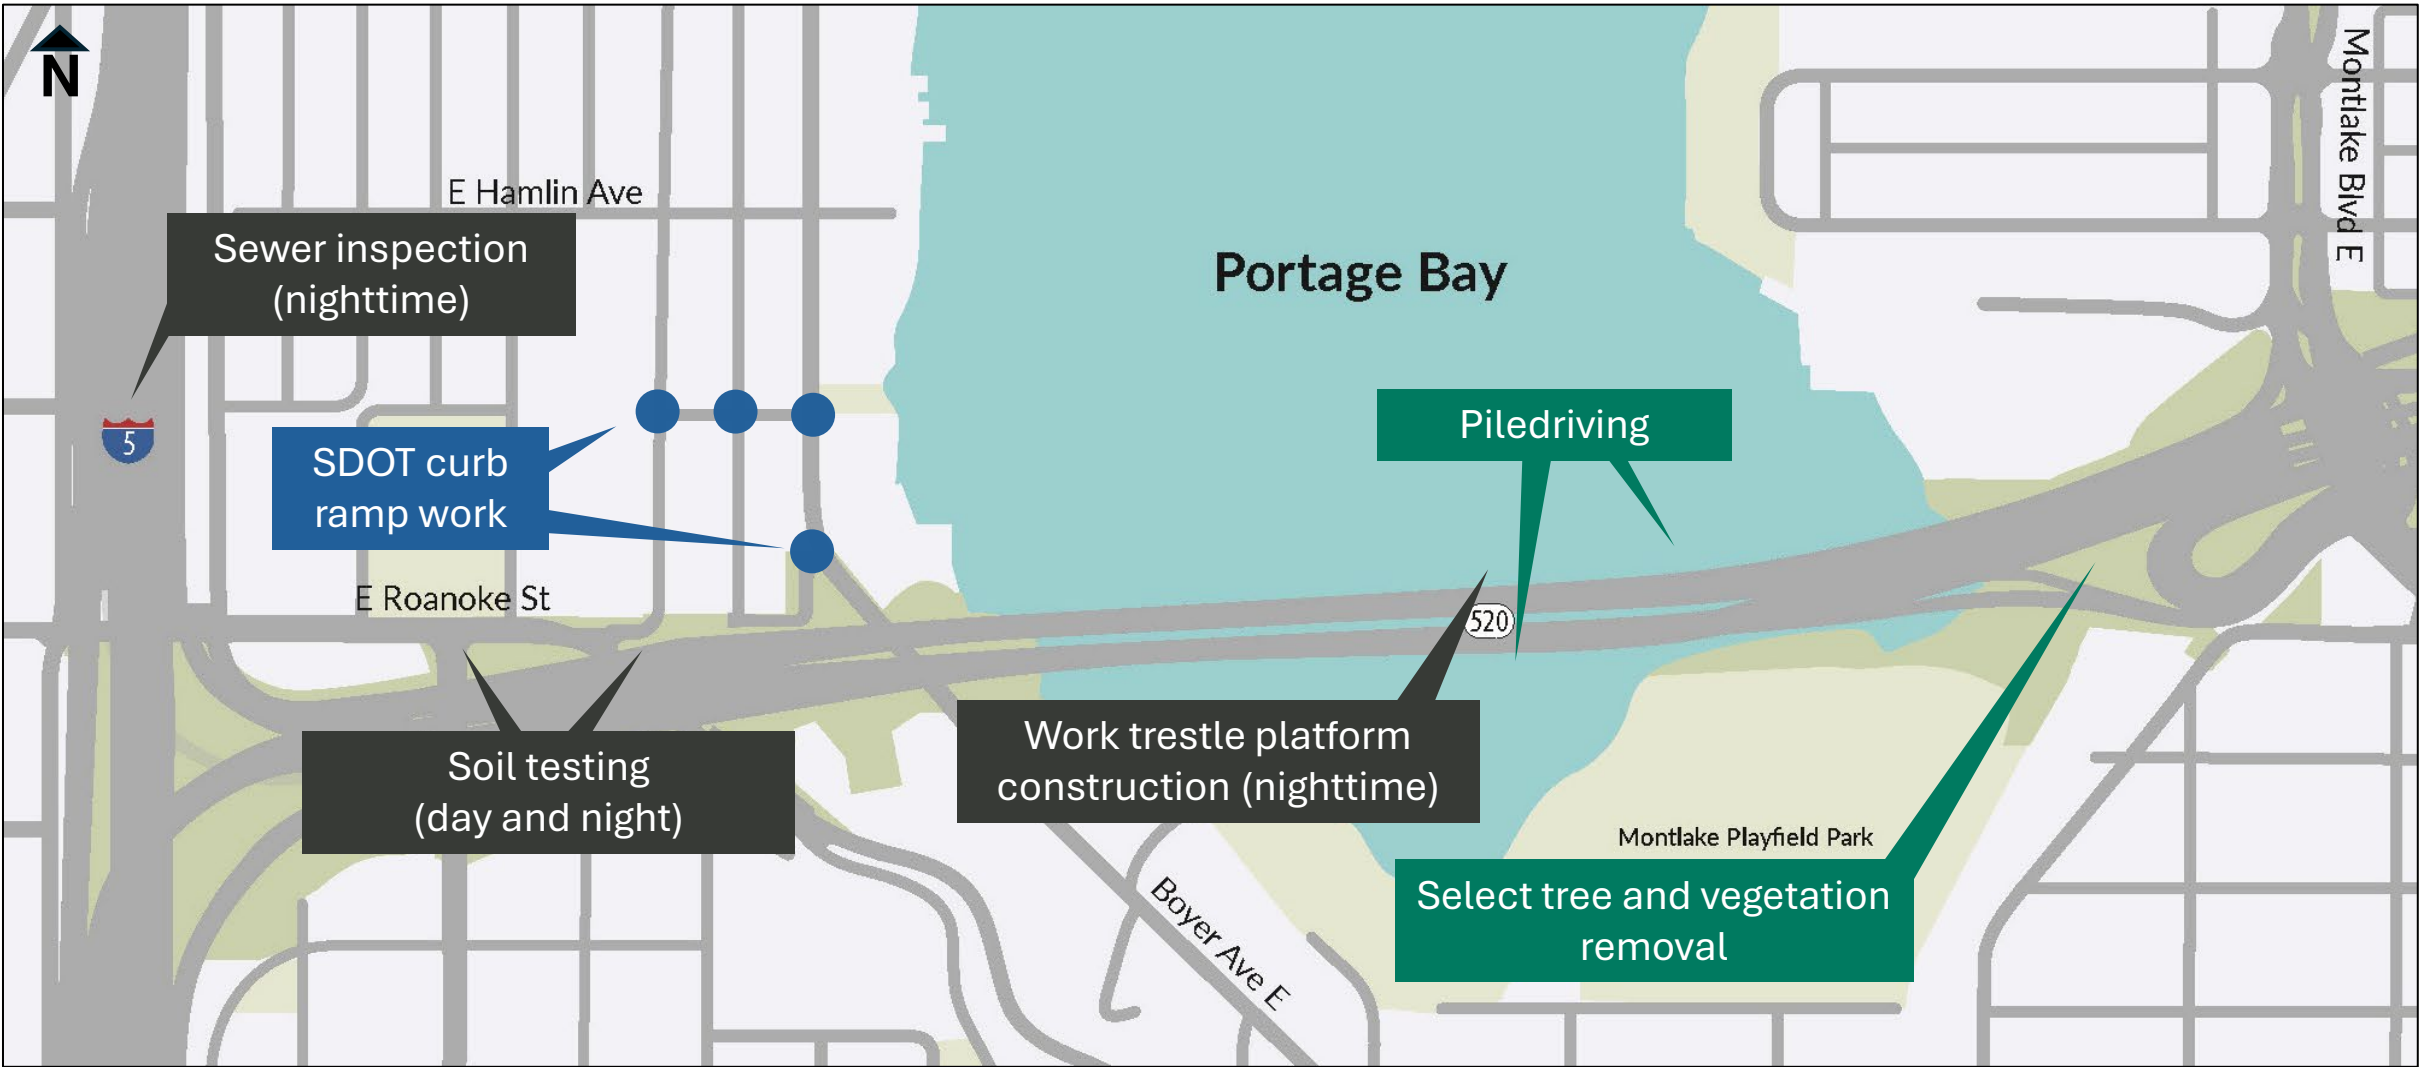 N
Montlake Blvd E
E Hamlin Ave
Sewer inspection
(nighttime)
Portage Bay
5
SDOT curb
ramp work
Piledriving
E Roanoke St
520
Soil testing
(day and night)
Work trestle platform
construction (nighttime)
Montlake Playfield Park
Select tree and vegetation
removal
Boyer Ave E